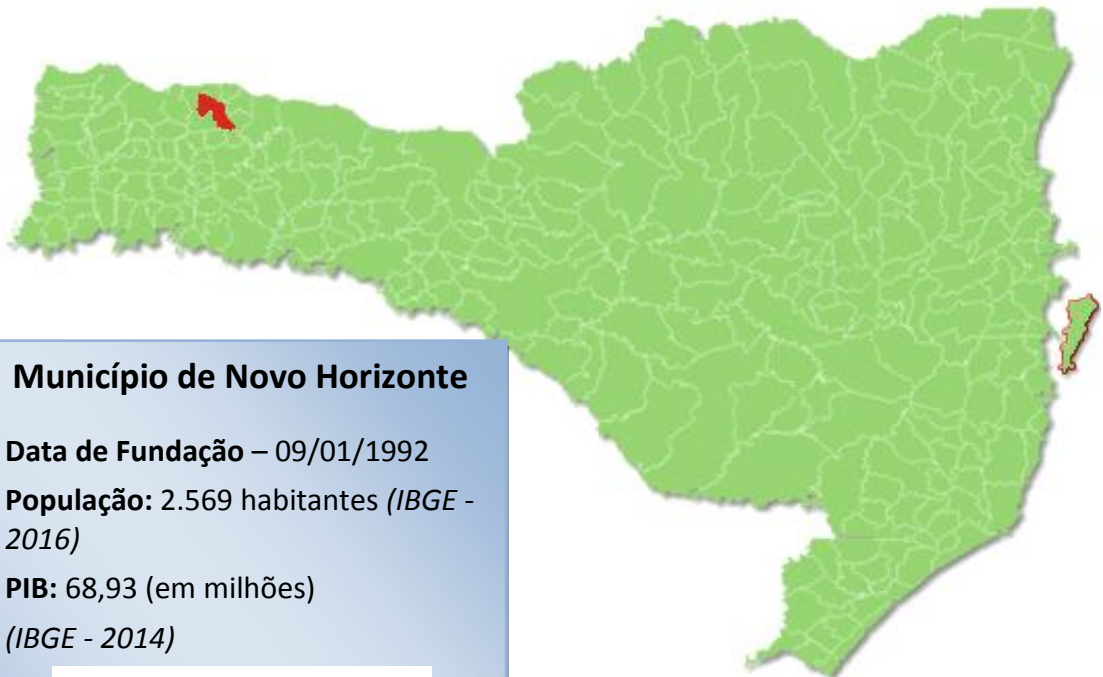 Município de Novo Horizonte
Data de Fundação – 09/01/1992
População: 2.569 habitantes (IBGE -
2016)
PIB: 68,93 (em milhões)
(IBGE - 2014)